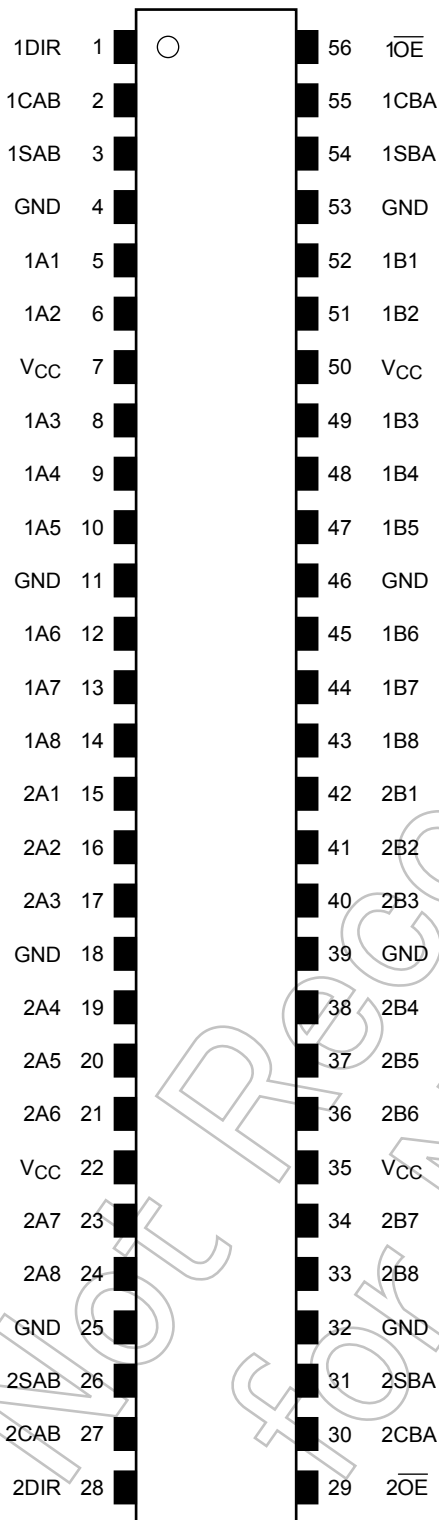 1DIR 1 56 1O̅E̅
1CAB 2 55 1CBA
1SAB 3 54 1SBA
GND 4 53 GND
1A1 5 52 1B1
1A2 6 51 1B2
VCC 7 50 VCC
1A3 8 49 1B3
1A4 9 48 1B4
1A5 10 47 1B5
GND 11 46 GND
1A6 12 45 1B6
1A7 13 44 1B7
1A8 14 43 1B8
2A1 15 42 2B1
2A2 16 41 2B2
2A3 17 40 2B3
GND 18 39 GND
2A4 19 38 2B4
2A5 20 37 2B5
2A6 21 36 2B6
VCC 22 35 VCC
2A7 23 34 2B7
2A8 24 33 2B8
GND 25 32 GND
2SAB 26 31 2SBA
2CAB 27 30 2CBA
2DIR 28 29 2O̅E̅
Not Reco
for